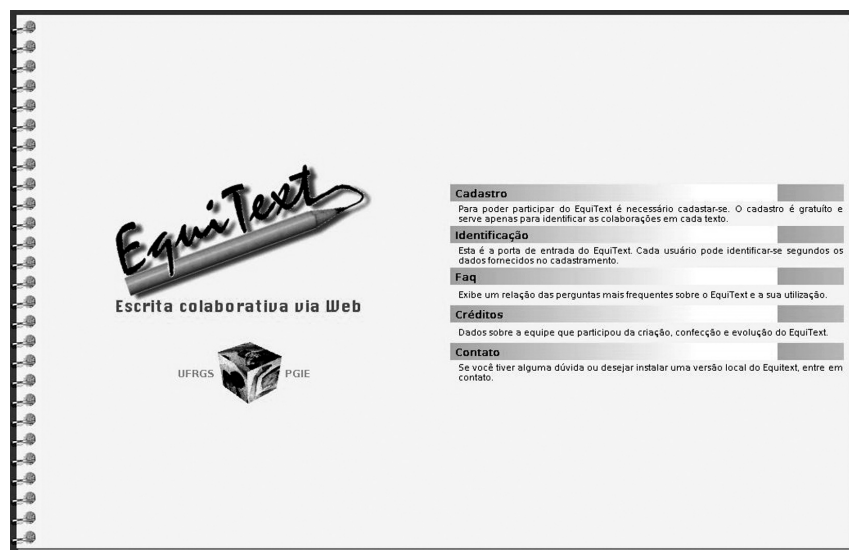 EquiText
Escrita colaborativa via Web
UFRGS PGIE
Cadastro
Para poder participar do EquiText é necessário cadastar-se. O cadastro é gratuíto e
serve apenas para identificar as colaborações em cada texto.
Identificação
Esta é a porta de entrada do EquiText. Cada usuário pode identificar-se segundos os
dados fornecidos no cadastramento.
Faq
Exibe um relação das perguntas mais frequentes sobre o EquiText e a sua utilização.
Créditos
Dados sobre a equipe que participou da criação, confecção e evolução do EquiText.
Contato
Se você tiver alguma dúvida ou desejar instalar uma versão local do Equitext, entre em
contato.